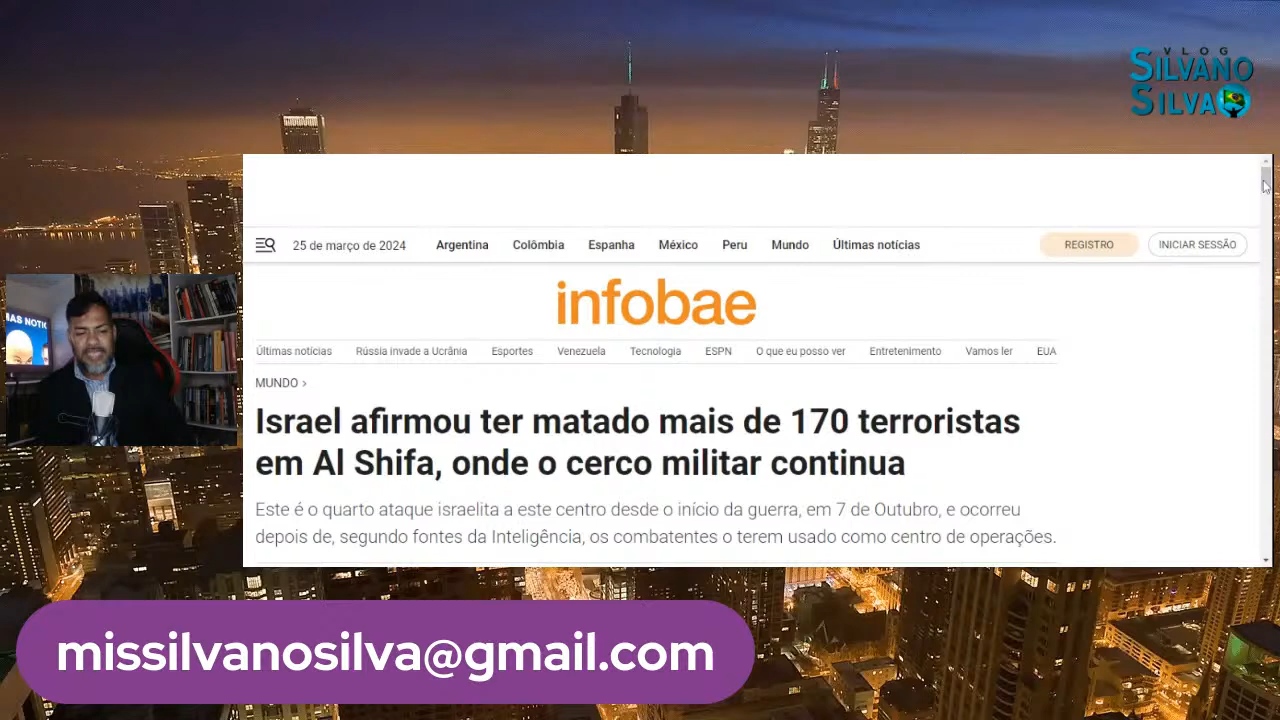 VLOG
SILVANO
SILVA
25 de março de 2024 Argentina Colômbia Espanha México Peru Mundo Últimas notícias REGISTRO INICIAR SESSÃO
infobae
Últimas notícias Rússia invade a Ucrânia Esportes Venezuela Tecnologia ESPN O que eu posso ver Entretenimento Vamos ler EUA
MUNDO >
Israel afirmou ter matado mais de 170 terroristas
em Al Shifa, onde o cerco militar continua
Este é o quarto ataque israelita a este centro desde o início da guerra, em 7 de Outubro, e ocorreu
depois de, segundo fontes da Inteligência, os combatentes o terem usado como centro de operações.
MAS NOTIC
missilvanosilva@gmail.com